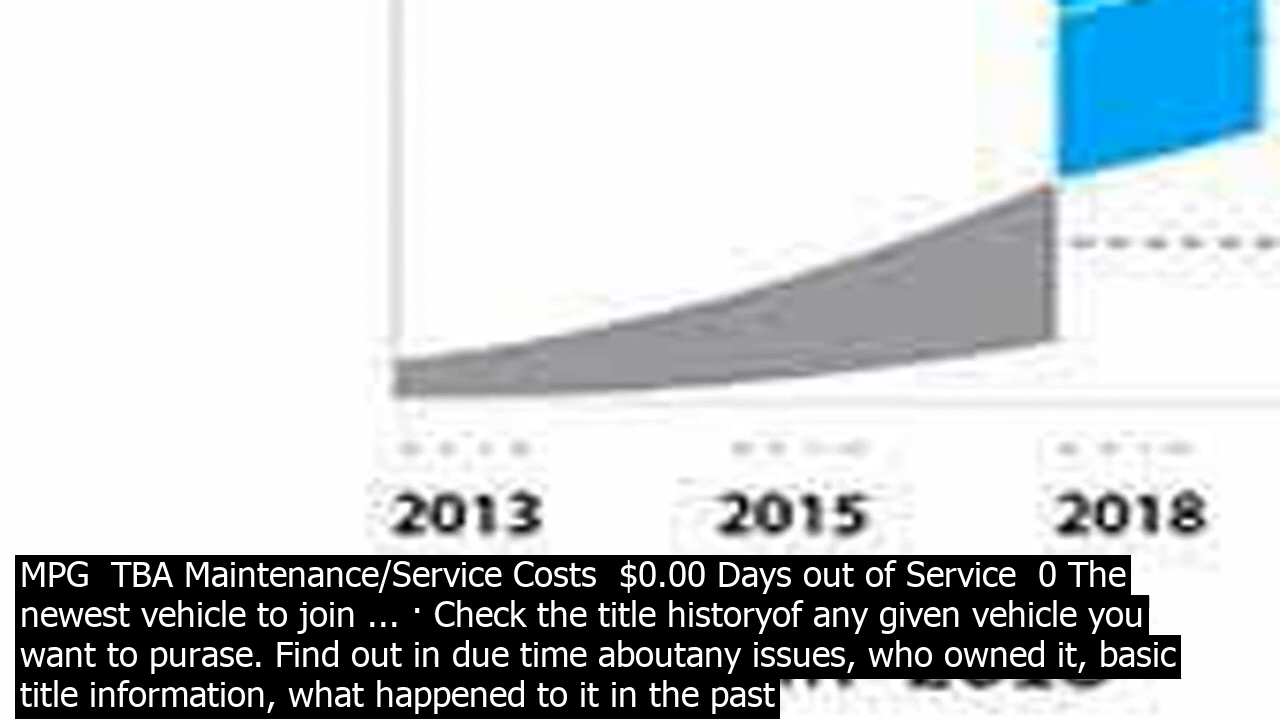 2013 2015 2018
MPG  TBA Maintenance/Service Costs  $0.00 Days out of Service  0 The
newest vehicle to join ... · Check the title historyof any given vehicle you
want to purase. Find out in due time aboutany issues, who owned it, basic
title information, what happened to it in the past